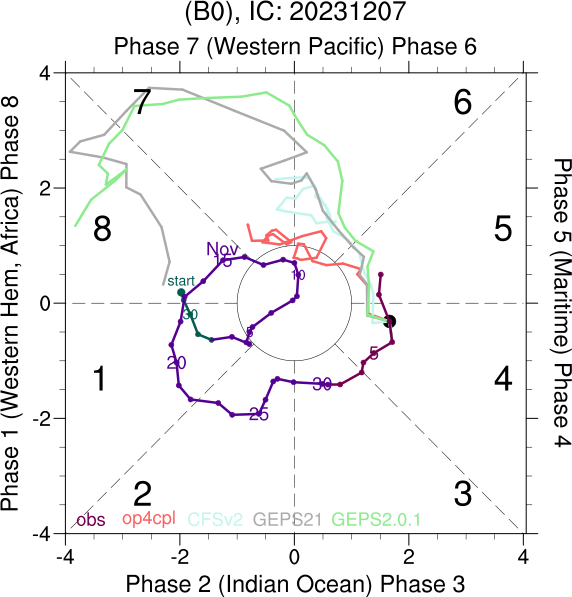 (B0), IC: 20231207
Phase 7 (Western Pacific) Phase 6
Phase 1 (Western Hem, Africa) Phase 8
Phase 5 (Maritime) Phase 4
4
7
6
2
8
5
Nov
15
start
10
0
30
5
5
1
20
4
30
25
-2
2
3
obs op4cpl CFSv2 GEPS21 GEPS2.0.1
-4
-4 -2 0 2 4
Phase 2 (Indian Ocean) Phase 3